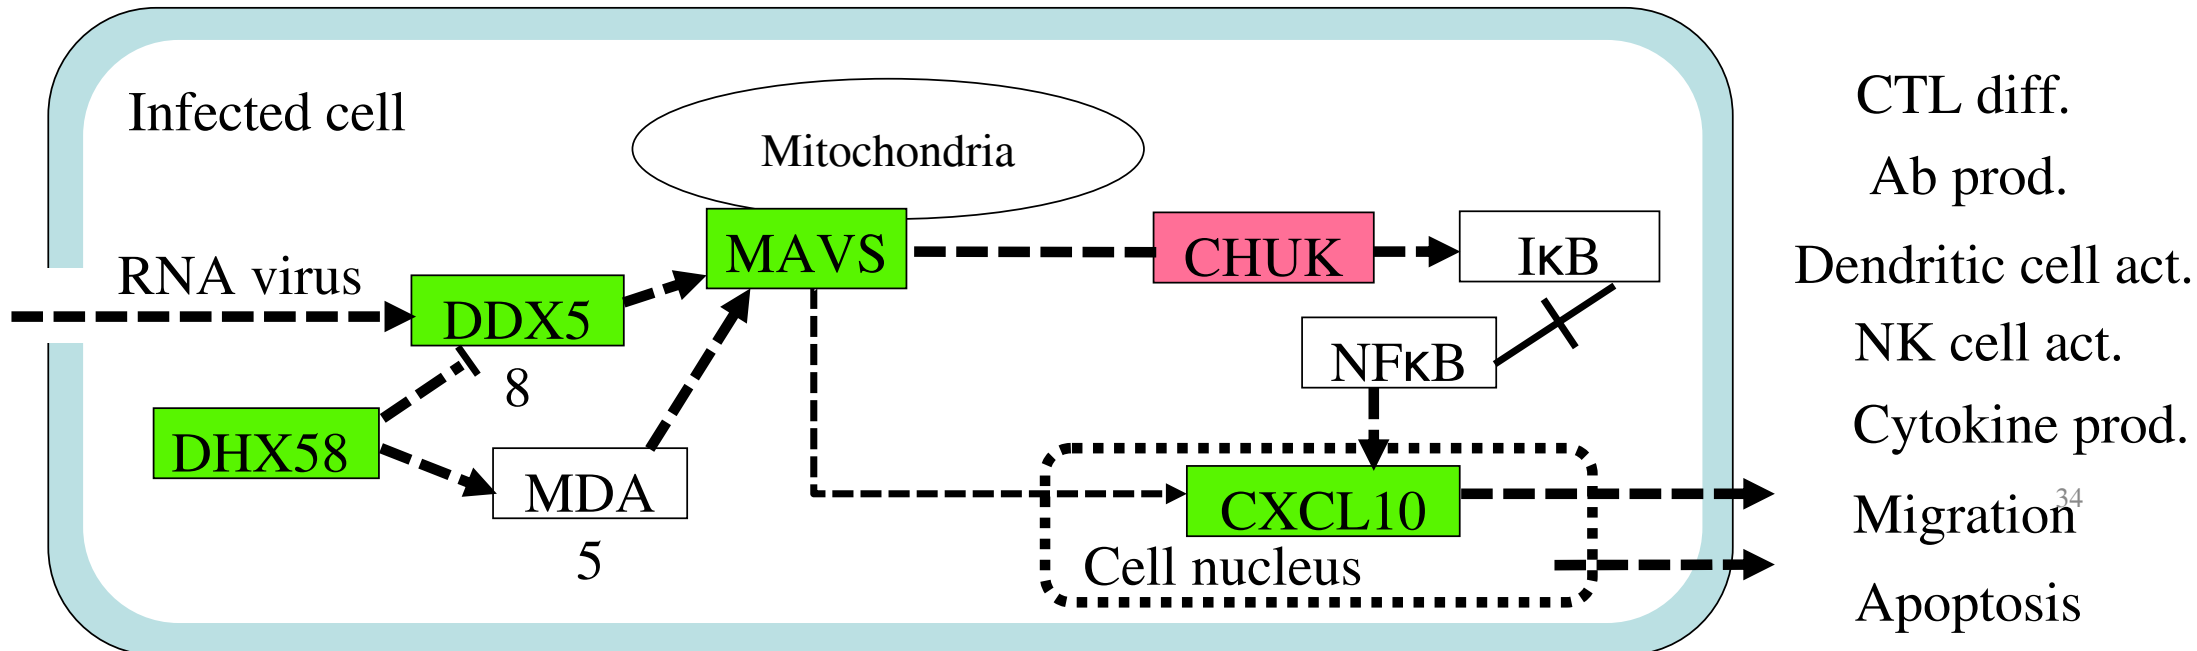 Infected cell
Mitochondria
RNA virus
DDX5
8
MAVS
CHUK
IκB
NFκB
DHX58
MDA
5
CXCL10
Cell nucleus
CTL diff.
Ab prod.
Dendritic cell act.
NK cell act.
Cytokine prod.
Migration
34
Apoptosis